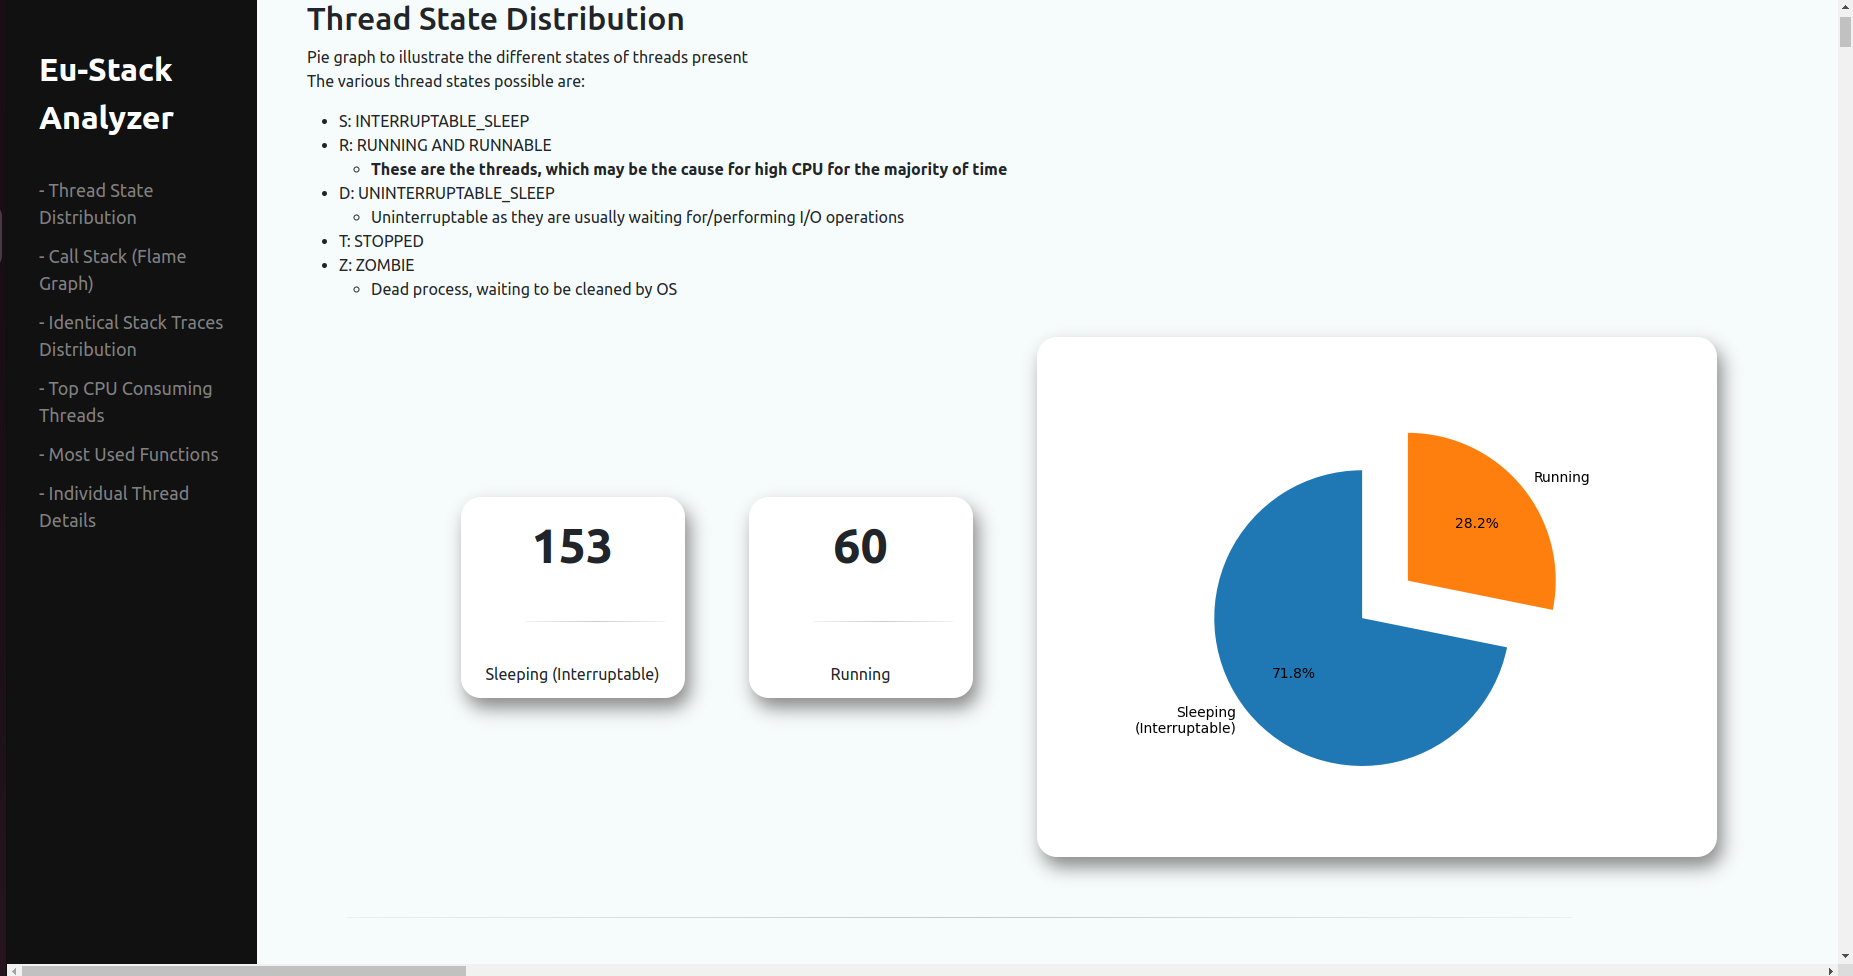 Eu-Stack
Analyzer
- Thread State
Distribution
- Call Stack (Flame
Graph)
- Identical Stack Traces
Distribution
- Top CPU Consuming
Threads
- Most Used Functions
- Individual Thread
Details
Thread State Distribution
Pie graph to illustrate the different states of threads present
The various thread states possible are:
S: INTERRUPTABLE_SLEEP
R: RUNNING AND RUNNABLE
These are the threads, which may be the cause for high CPU for the majority of time
D: UNINTERRUPTABLE_SLEEP
Uninterruptable as they are usually waiting for/performing I/O operations
T: STOPPED
Z: ZOMBIE
Dead process, waiting to be cleaned by OS
153
Sleeping (Interruptable)
60
Running
Running
28.2%
71.8%
Sleeping
(Interruptable)